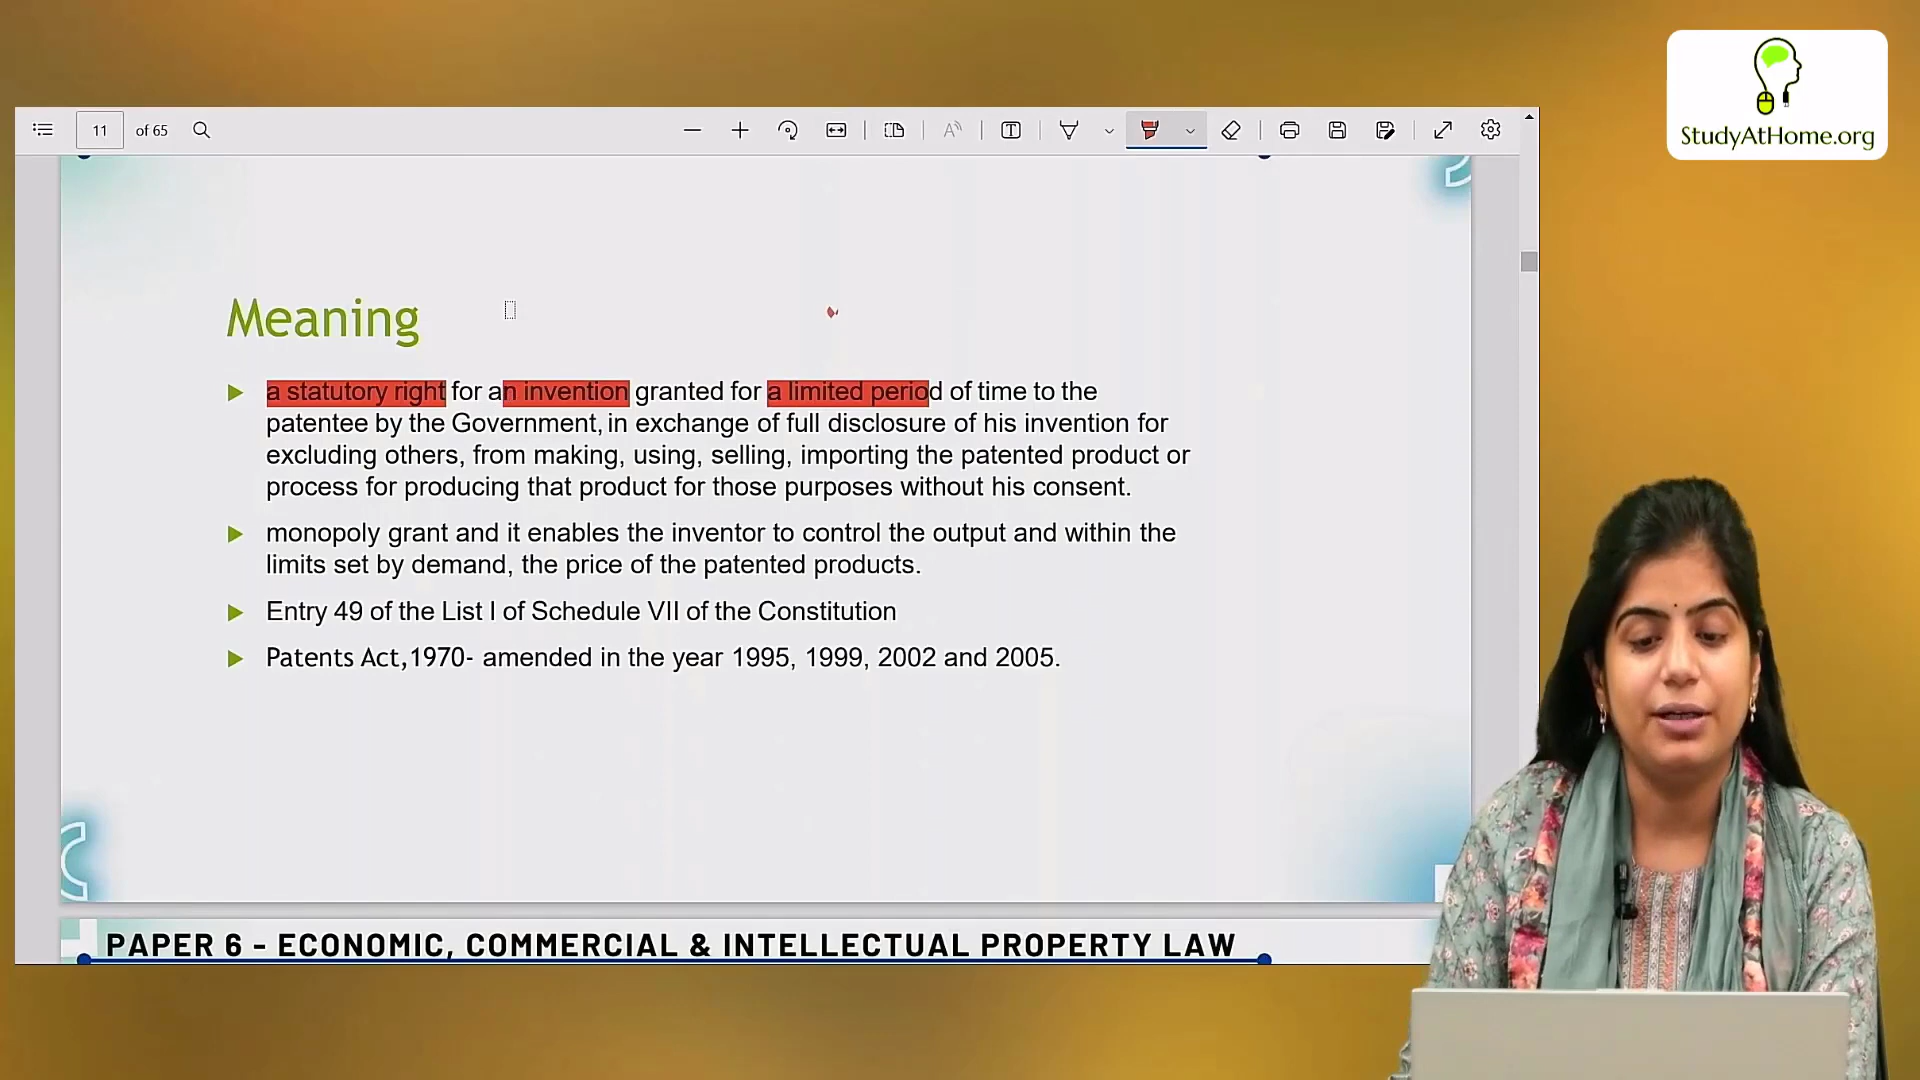 StudyAtHome.org
11 of 65
Meaning
a statutory right for an invention granted for a limited period of time to the
patentee by the Government, in exchange of full disclosure of his invention for
excluding others, from making, using, selling, importing the patented product or
process for producing that product for those purposes without his consent.
monopoly grant and it enables the inventor to control the output and within the
limits set by demand, the price of the patented products.
Entry 49 of the List I of Schedule VII of the Constitution
Patents Act,1970- amended in the year 1995, 1999, 2002 and 2005.
PAPER 6 - ECONOMIC, COMMERCIAL & INTELLECTUAL PROPERTY LAW